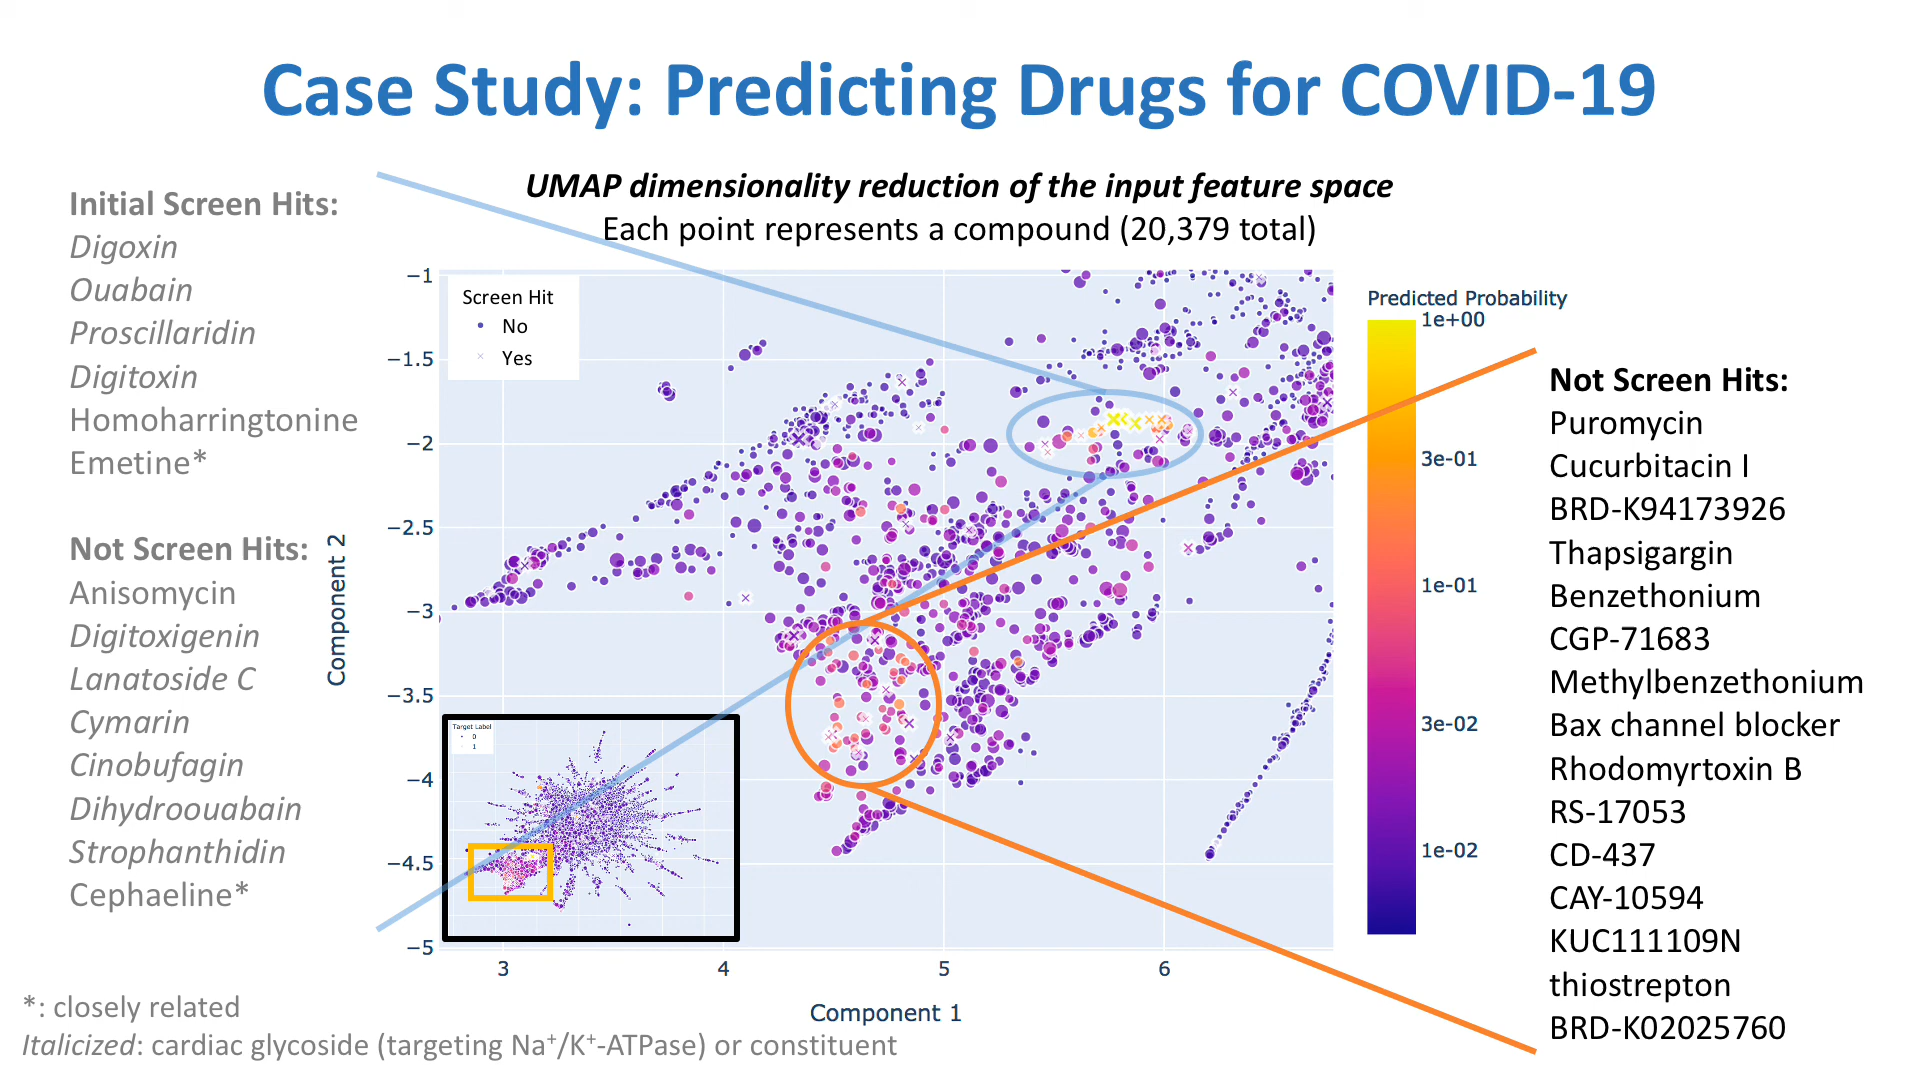 Case Study: Predicting Drugs for COVID-19
UMAP dimensionality reduction of the input feature space
Each point represents a compound (20,379 total)
Initial Screen Hits:
Digoxin
Ouabain
Proscillaridin
Digitoxin
Homoharringtonine
Emetine*
Not Screen Hits:
Anisomycin
Digitoxigenin
Lanatoside C
Cymarin
Cinobufagin
Dihydroouabain
Strophanthidin
Cephaeline*
Component 2
−1
−1.5
−2
−2.5
−3
−3.5
−4
−4.5
−5
Screen Hit
No
Yes
Target Label
0
1
3
4
5
6
Component 1
Predicted Probability
1e+00
3e-01
1e-01
3e-02
1e-02
Not Screen Hits:
Puromycin
Cucurbitacin I
BRD-K94173926
Thapsigargin
Benzethonium
CGP-71683
Methylbenzethonium
Bax channel blocker
Rhodomyrtoxin B
RS-17053
CD-437
CAY-10594
KUC111109N
thiostrepton
BRD-K02025760
*: closely related
Italicized: cardiac glycoside (targeting Na⁺/K⁺-ATPase) or constituent